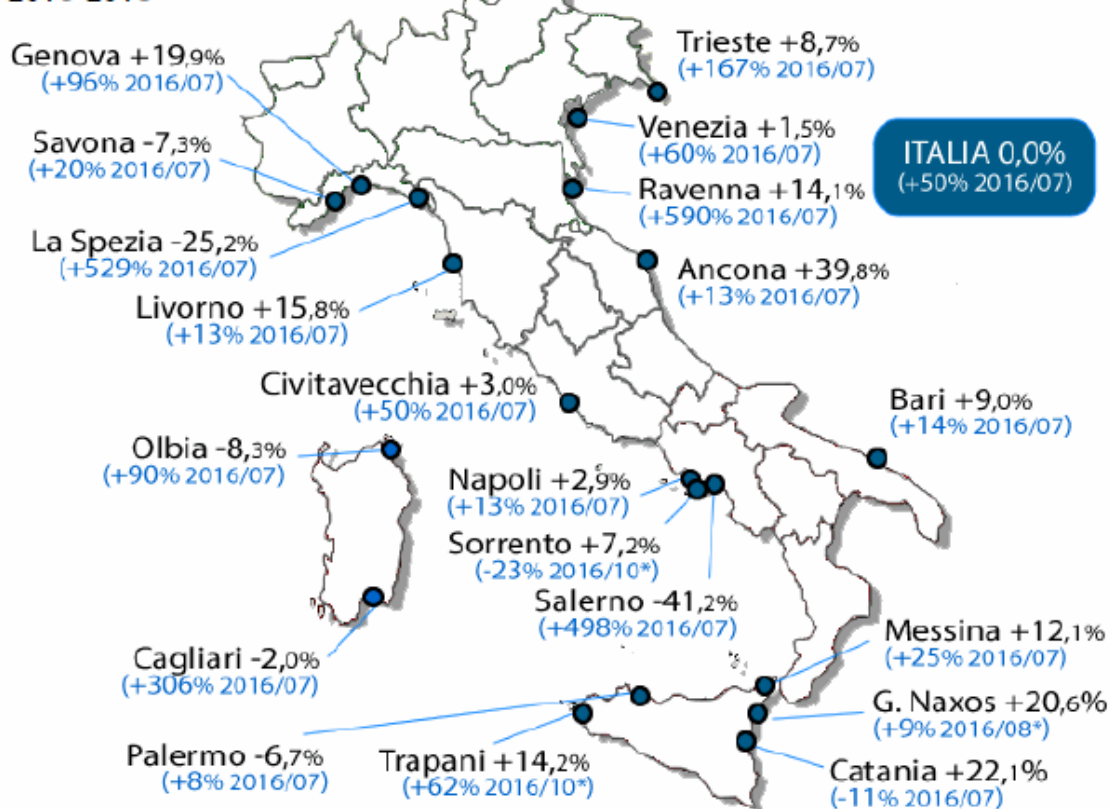 Genova +19,9%
(+96% 2016/07)
Savona -7,3%
(+20% 2016/07)
La Spezia -25,2%
(+529% 2016/07)
Livorno +15,8%
(+13% 2016/07)
Civitavecchia +3,0%
(+50% 2016/07)
Olbia -8,3%
(+90% 2016/07)
Cagliari -2,0%
(+306% 2016/07)
Palermo -6,7%
(+8% 2016/07)
Trapani +14,2%
(+62% 2016/10*)
Napoli +2,9%
(+13% 2016/07)
Sorrento +7,2%
(-23% 2016/10*)
Salerno -41,2%
(+498% 2016/07)
Trieste +8,7%
(+167% 2016/07)
Venezia +1,5%
(+60% 2016/07)
Ravenna +14,1%
(+590% 2016/07)
ITALIA 0,0%
(+50% 2016/07)
Ancona +39,8%
(+13% 2016/07)
Bari +9,0%
(+14% 2016/07)
Messina +12,1%
(+25% 2016/07)
G. Naxos +20,6%
(+9% 2016/08*)
Catania +22,1%
(-11% 2016/07)